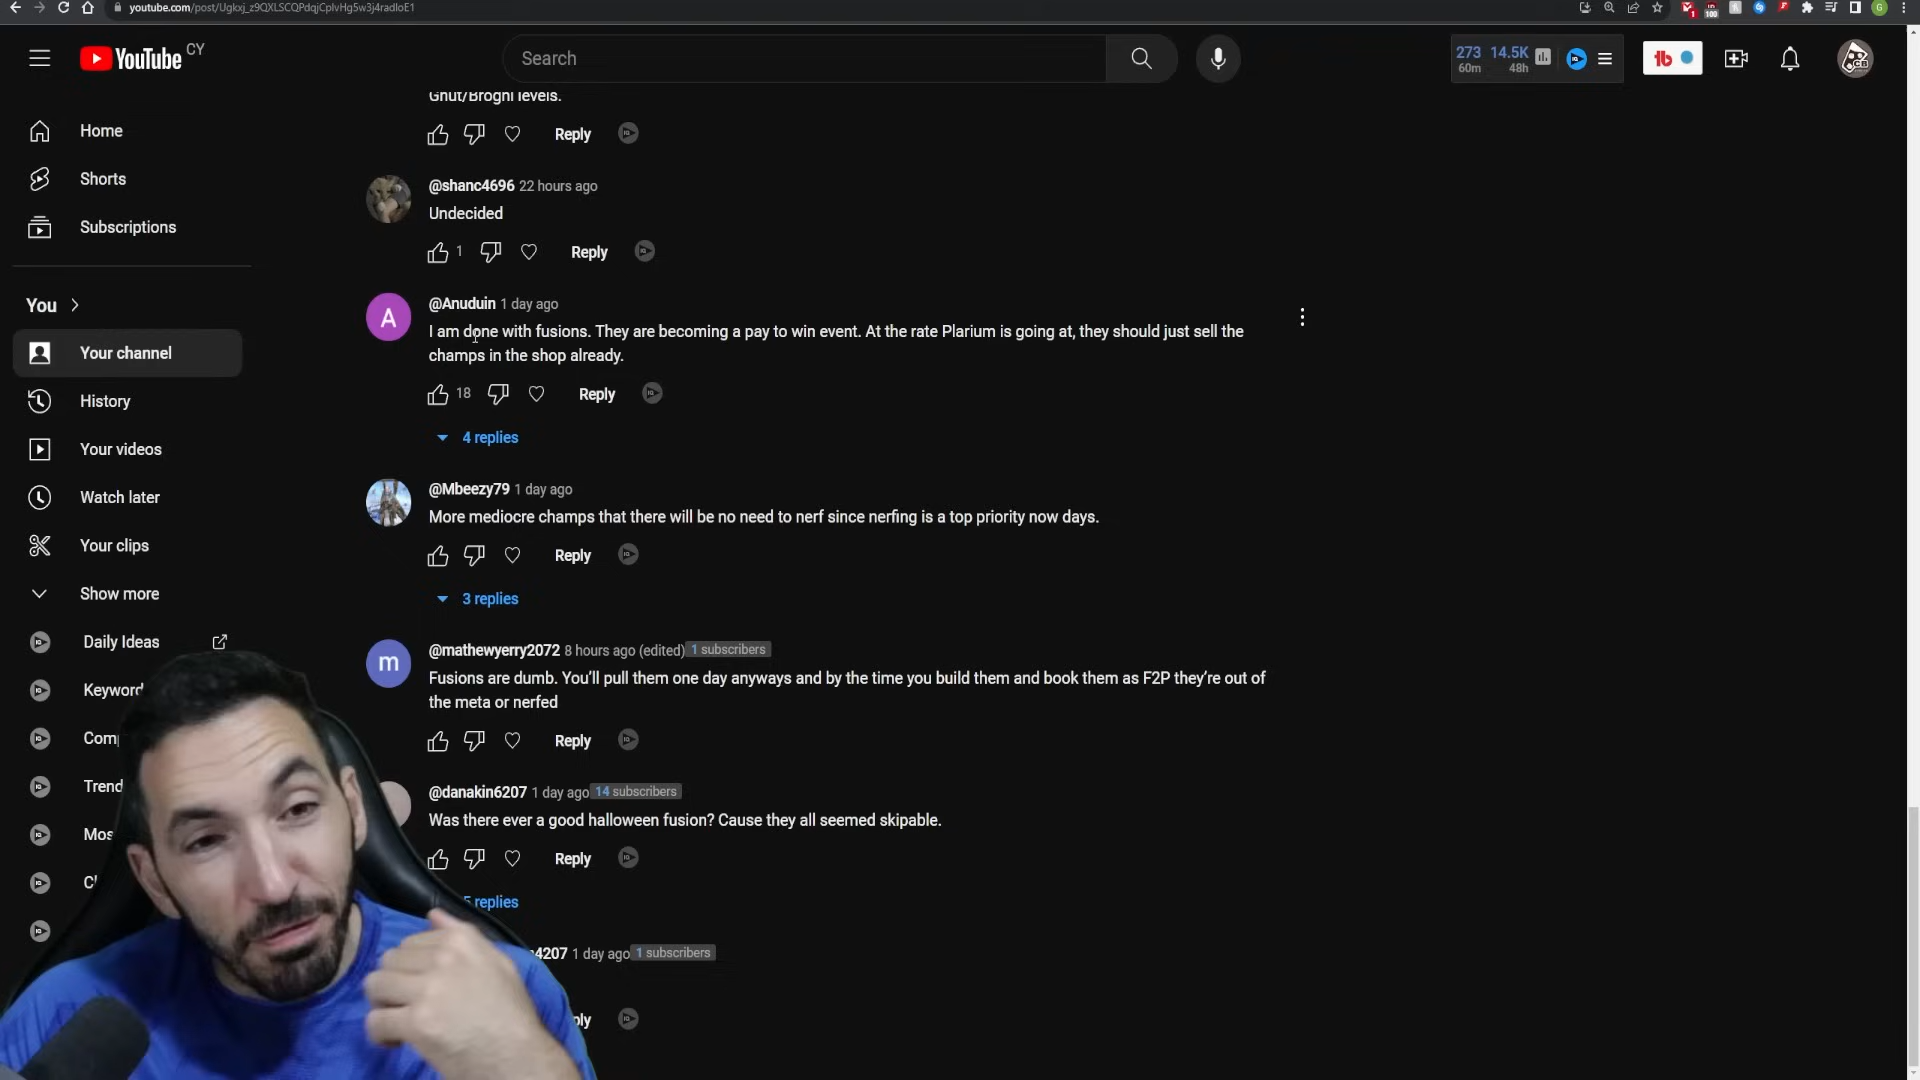 youtube.com/post/Ugkxj_z9QXLSCQPdqjCplvHg5w3j4radIoE1
YouTube CY
Search
273 14.5K
60m 48h
Home
Shorts
Subscriptions
You
Your channel
History
Your videos
Watch later
Your clips
Show more
Daily Ideas
Gnut/Brogni levels.
Reply
@shanc4696 22 hours ago
Undecided
1 Reply
A
@Anuduin 1 day ago
I am done with fusions. They are becoming a pay to win event. At the rate Plarium is going at, they should just sell the
champs in the shop already.
18 Reply
4 replies
@Mbeezy79 1 day ago
More mediocre champs that there will be no need to nerf since nerfing is a top priority now days.
Reply
3 replies
m
@mathewyerry2072 8 hours ago (edited) 1 subscribers
Fusions are dumb. You'll pull them one day anyways and by the time you build them and book them as F2P they're out of
the meta or nerfed
Reply
@danakin6207 1 day ago 14 subscribers
Was there ever a good halloween fusion? Cause they all seemed skipable.
Reply
5 replies
4207 1 day ago 1 subscribers